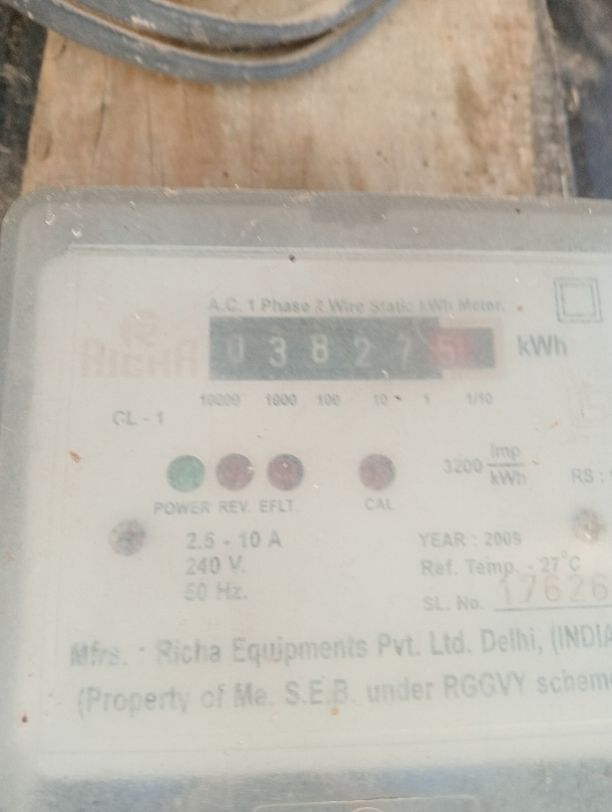 A.C. 1 Phase 2 Wire Static kWh Meter.
RICHA
0 3 8 2 7 5 kWh
10000 1000 100 10 1 1/10
CL - 1
3200 Imp/kWh
RS :
POWER REV. EFLT. CAL
2.5 - 10 A
240 V.
50 Hz.
YEAR : 2005
Ref. Temp. - 27°C
SL. No. 17626
Mfrs. : Richa Equipments Pvt. Ltd. Delhi, (INDIA
(Property of Me. S.E.B. under RGGVY scheme